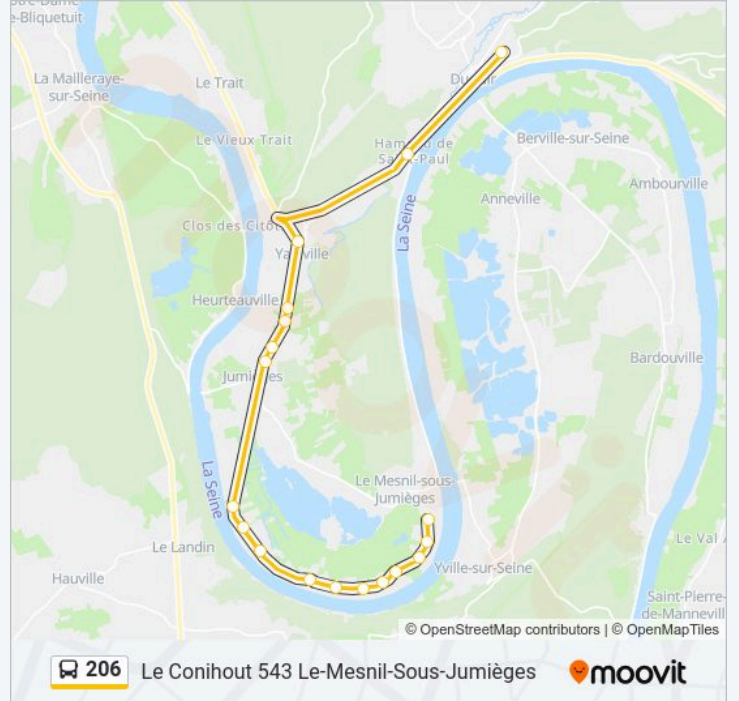 e-Bliquetuit
La Mailleraye-
sur-Seine
Le Trait
Le Vieux Trait
Berville-sur-Seine
Ambourville
Anneville
La Seine
Heurteauville
Bardouville
Le Mesnil-sous-
Jumièges
La Seine
Le Landin
Hauville
Yville-sur-Seine
Le Val
Saint-Pierre-
de-Mannevill
© OpenStreetMap contributors | © OpenMapTiles
206 Le Conihout 543 Le-Mesnil-Sous-Jumièges
moovit